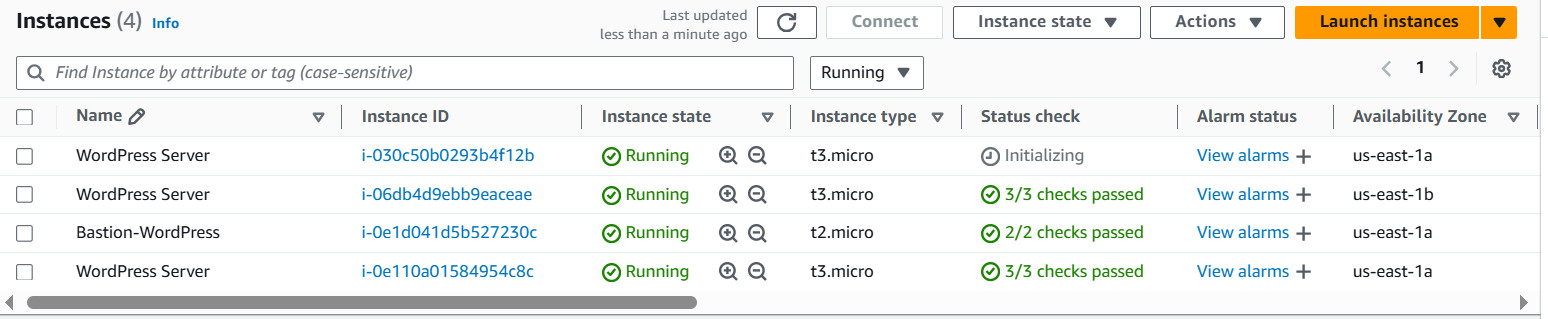 Instances (4) Info
Last updated
less than a minute ago
Connect
Instance state
Actions
Launch instances
Find Instance by attribute or tag (case-sensitive)
Running
1
Name Instance ID Instance state Instance type Status check Alarm status Availability Zone
WordPress Server i-030c50b0293b4f12b Running t3.micro Initializing View alarms us-east-1a
WordPress Server i-06db4d9ebb9eaceae Running t3.micro 3/3 checks passed View alarms us-east-1b
Bastion-WordPress i-0e1d041d5b527230c Running t2.micro 2/2 checks passed View alarms us-east-1a
WordPress Server i-0e110a01584954c8c Running t3.micro 3/3 checks passed View alarms us-east-1a